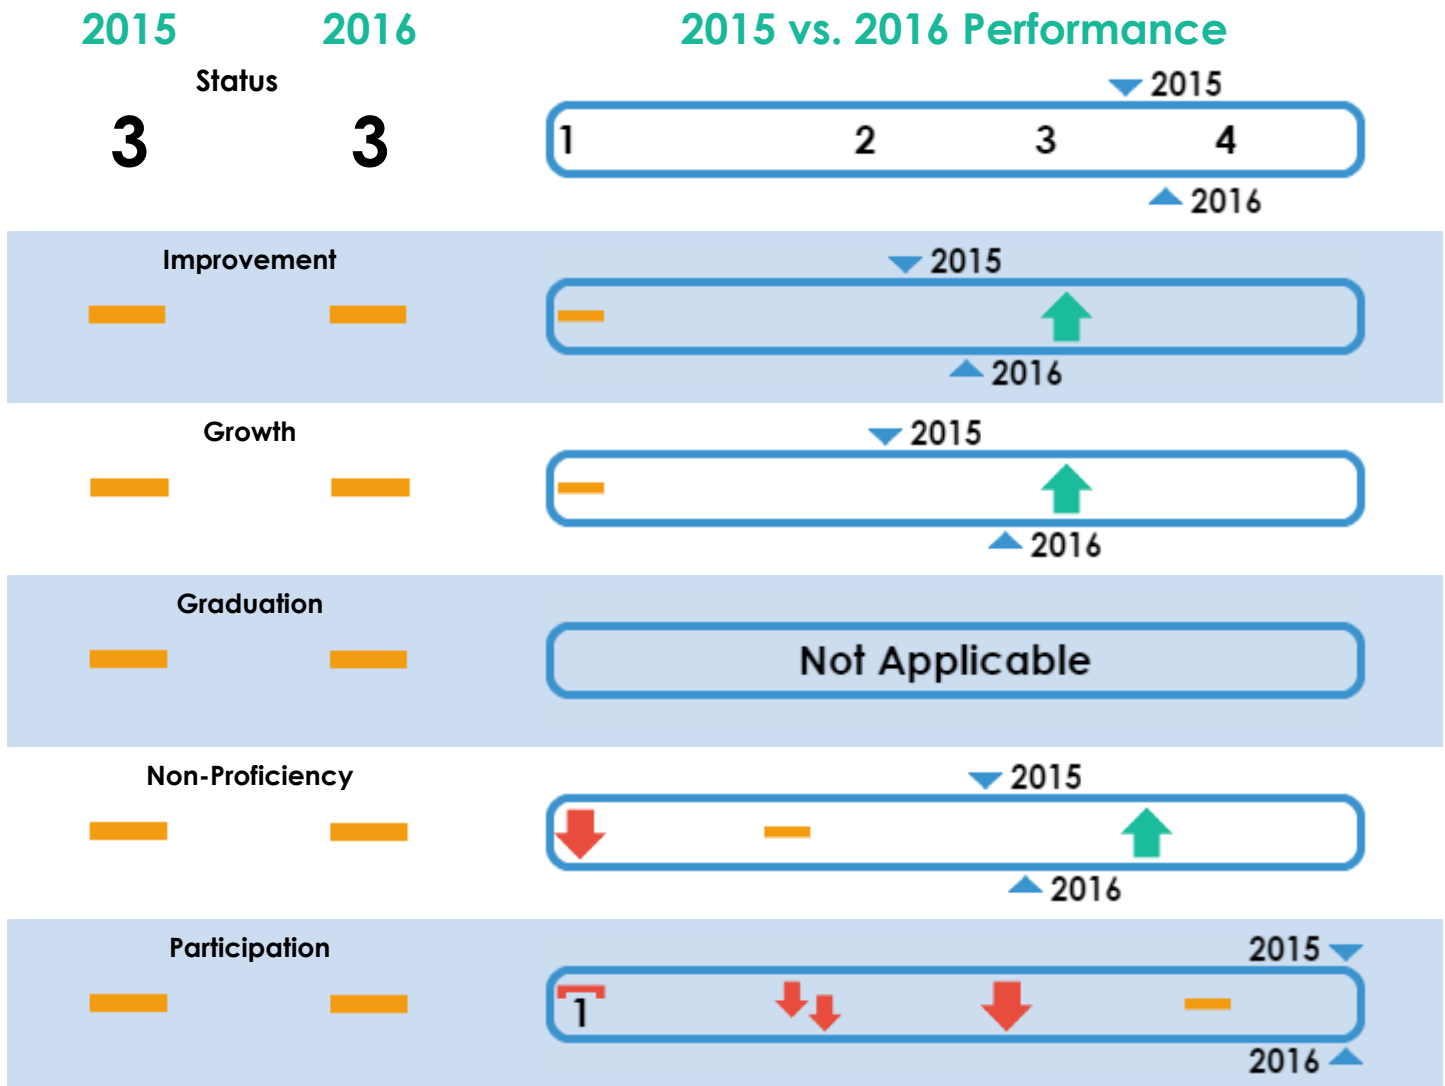 2015 2016 2015 vs. 2016 Performance
Status
2015
3 3
1 2 3 4
2016
Improvement
2015
2016
Growth
2015
2016
Graduation
Not Applicable
Non-Proficiency
2015
2016
Participation
2015
1
2016